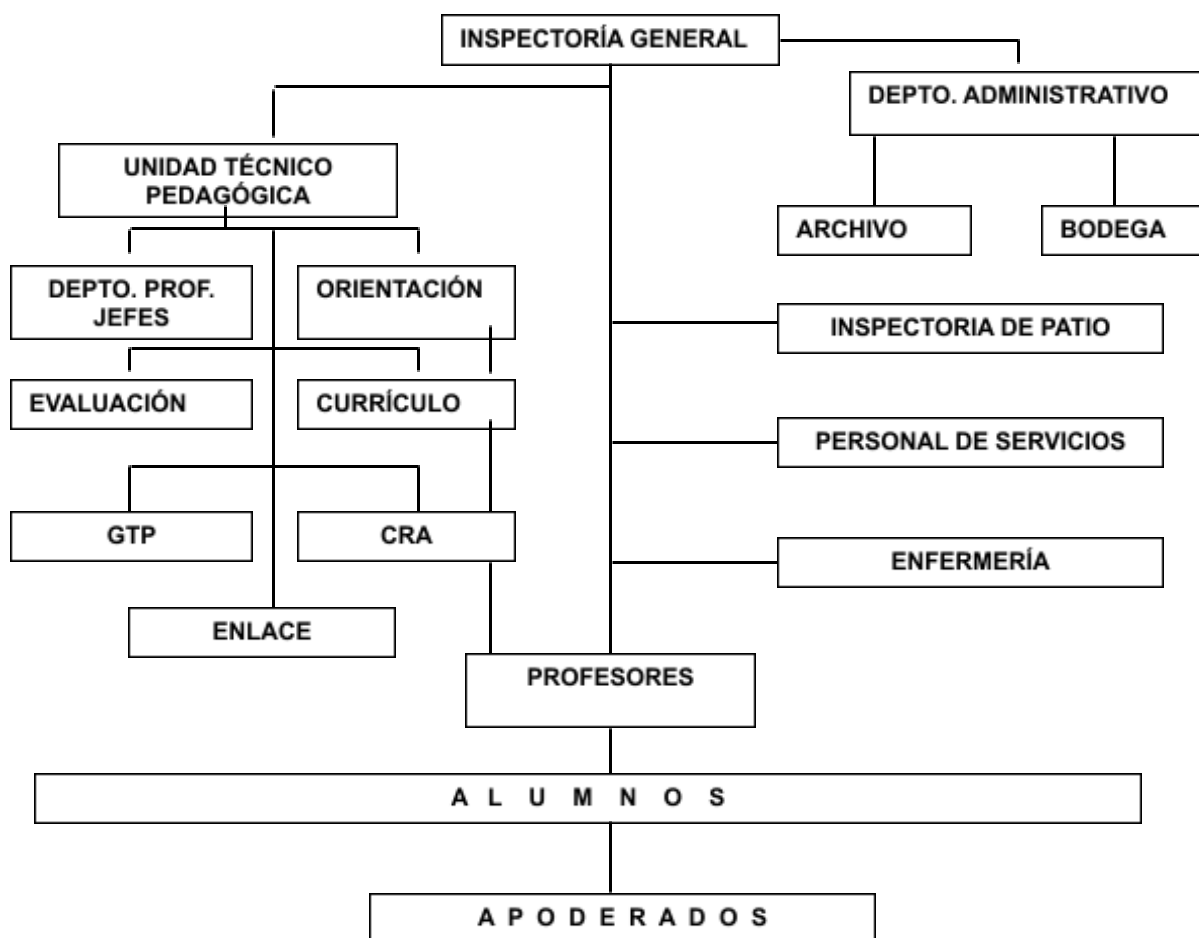 INSPECTORÍA GENERAL
DEPTO. ADMINISTRATIVO
UNIDAD TÉCNICO
PEDAGÓGICA
ARCHIVO
BODEGA
DEPTO. PROF.
JEFES
ORIENTACIÓN
INSPECTORIA DE PATIO
EVALUACIÓN
CURRÍCULO
PERSONAL DE SERVICIOS
GTP
CRA
ENFERMERÍA
ENLACE
PROFESORES
A L U M N O S
A P O D E R A D O S